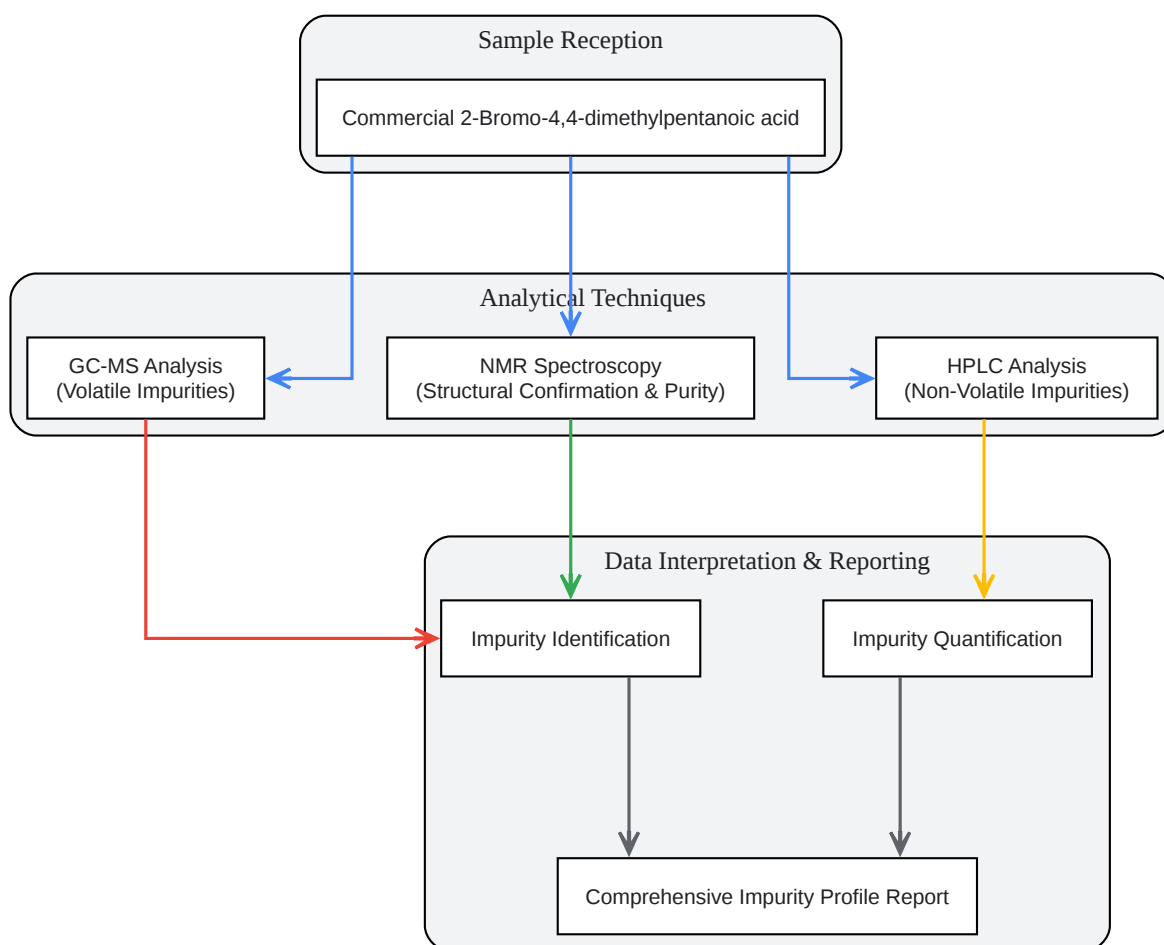 Sample Reception
Commercial 2-Bromo-4,4-dimethylpentanoic acid
Analytical Techniques
GC-MS Analysis
(Volatile Impurities)
NMR Spectroscopy
(Structural Confirmation & Purity)
HPLC Analysis
(Non-Volatile Impurities)
Data Interpretation & Reporting
Impurity Identification
Impurity Quantification
Comprehensive Impurity Profile Report